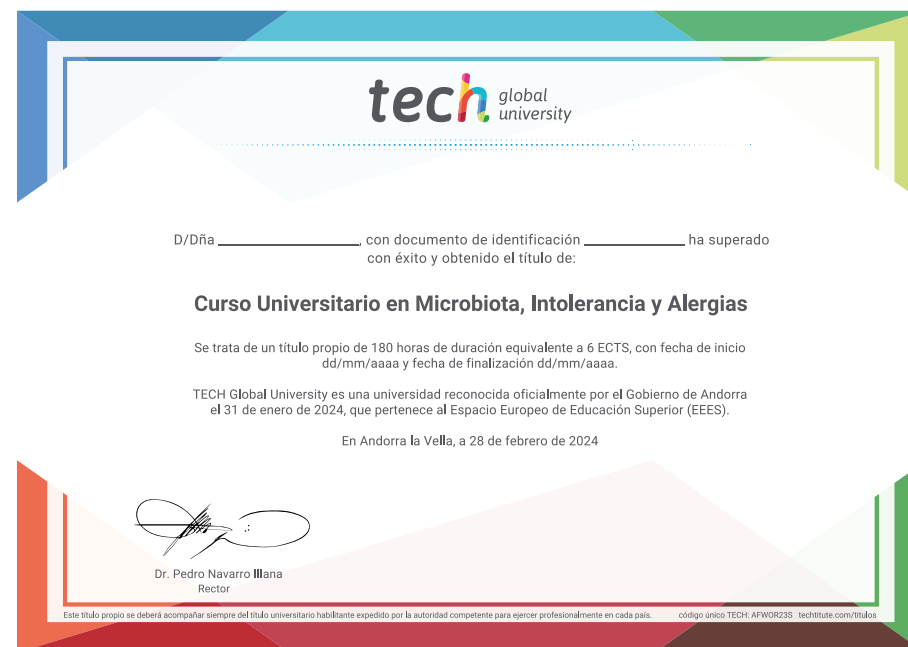 tech global university
D/Dña ____________________, con documento de identificación ______________ ha superado
con éxito y obtenido el título de:
Curso Universitario en Microbiota, Intolerancia y Alergias
Se trata de un título propio de 180 horas de duración equivalente a 6 ECTS, con fecha de inicio
dd/mm/aaaa y fecha de finalización dd/mm/aaaa.
TECH Global University es una universidad reconocida oficialmente por el Gobierno de Andorra
el 31 de enero de 2024, que pertenece al Espacio Europeo de Educación Superior (EEES).
En Andorra la Vella, a 28 de febrero de 2024
Dr. Pedro Navarro Illana
Rector
Este título propio se deberá acompañar siempre del título universitario habilitante expedido por la autoridad competente para ejercer profesionalmente en cada país. código único TECH: AFWOR23S techtitute.com/titulos